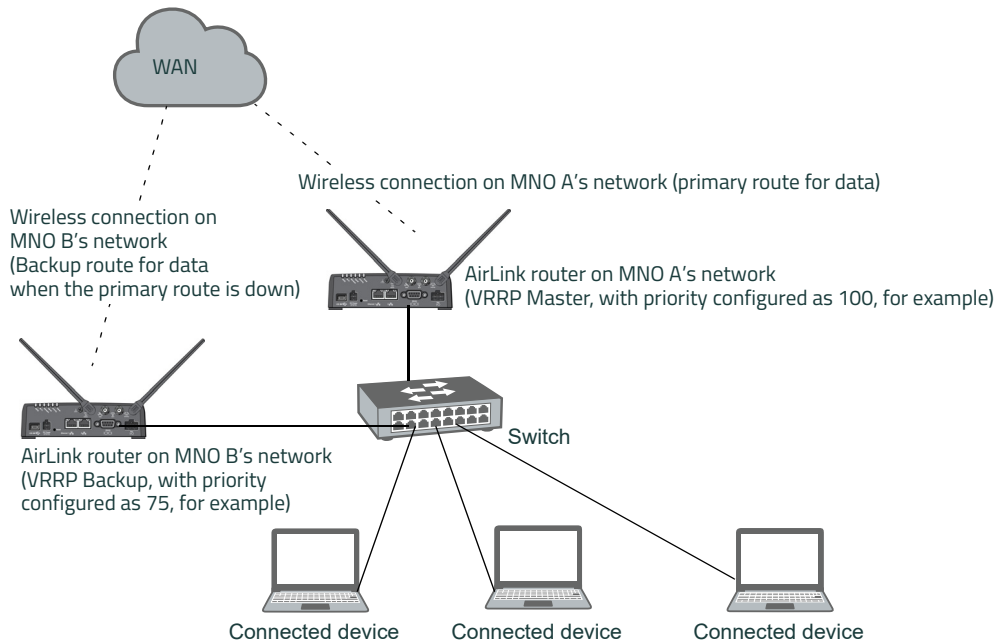 WAN
Wireless connection on MNO A's network (primary route for data)
Wireless connection on
MNO B's network
(Backup route for data
when the primary route is down)
AirLink router on MNO A's network
(VRRP Master, with priority configured as 100, for example)
Switch
AirLink router on MNO B's network
(VRRP Backup, with priority
configured as 75, for example)
Connected device
Connected device
Connected device